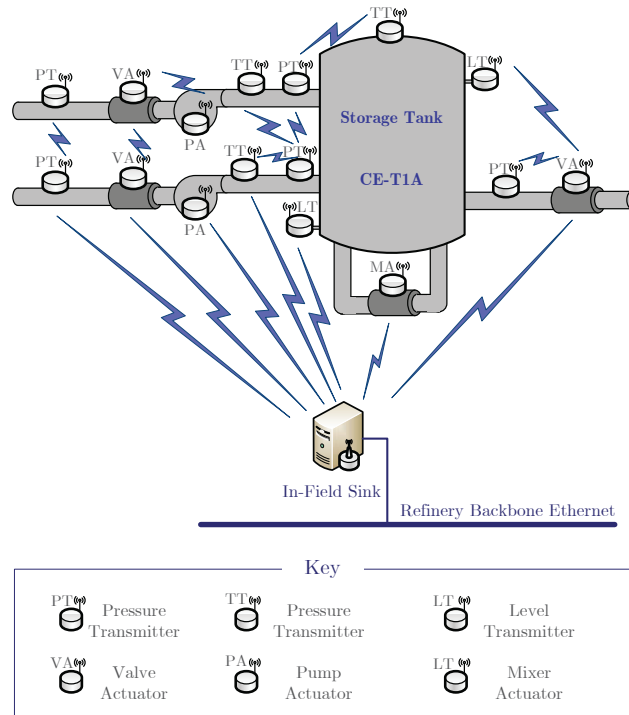 TT
PT VA TT PT LT
Storage Tank
PA
PT VA TT PT PT VA
CE-T1A
LT
PA
MA
In-Field Sink
Refinery Backbone Ethernet
Key
PT Pressure Transmitter
TT Pressure Transmitter
LT Level Transmitter
VA Valve Actuator
PA Pump Actuator
LT Mixer Actuator